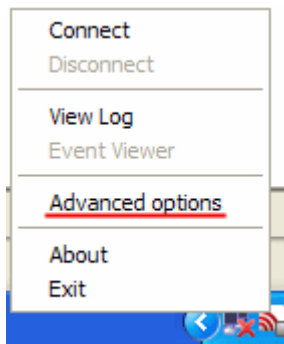 Connect
Disconnect
View Log
Event Viewer
Advanced options
About
Exit